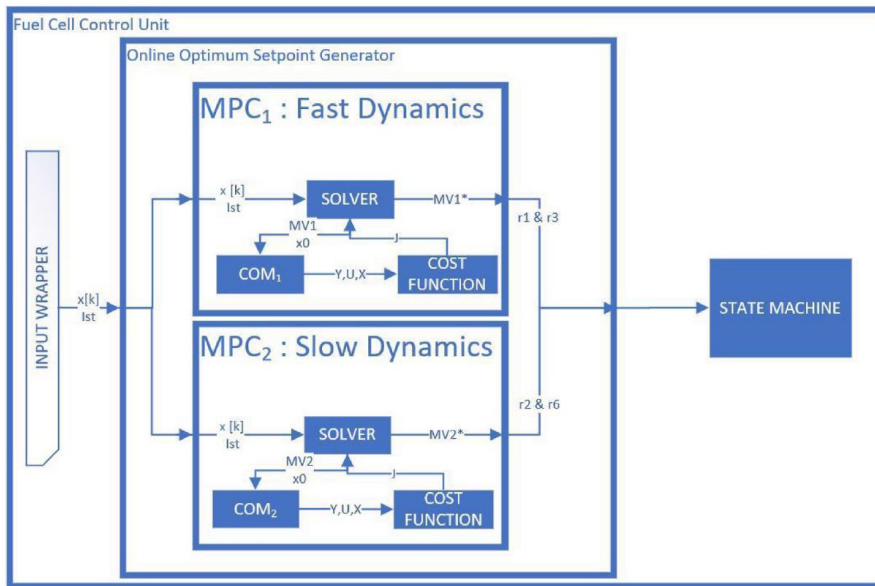 Fuel Cell Control Unit
Online Optimum Setpoint Generator
INPUT WRAPPER
x[k]
Ist
MPC₁ : Fast Dynamics
x [k]
Ist
SOLVER
MV1*
MV1
x0
J
COM₁
Y,U,X
COST
FUNCTION
r1 & r3
MPC₂ : Slow Dynamics
x [k]
Ist
SOLVER
MV2*
MV2
x0
J
COM₂
Y,U,X
COST
FUNCTION
r2 & r6
STATE MACHINE